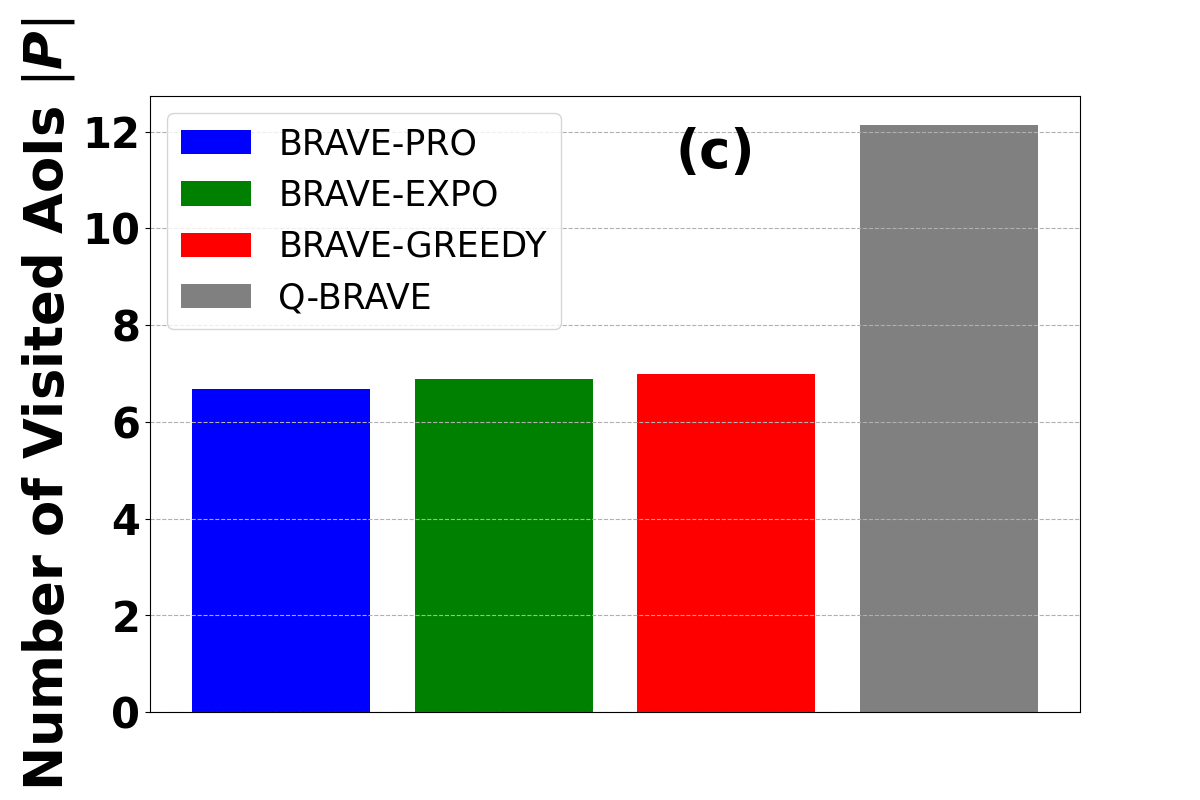 Number of Visited AoIs |P|
12
10
8
6
4
2
0
BRAVE-PRO
BRAVE-EXPO
BRAVE-GREEDY
Q-BRAVE
(c)